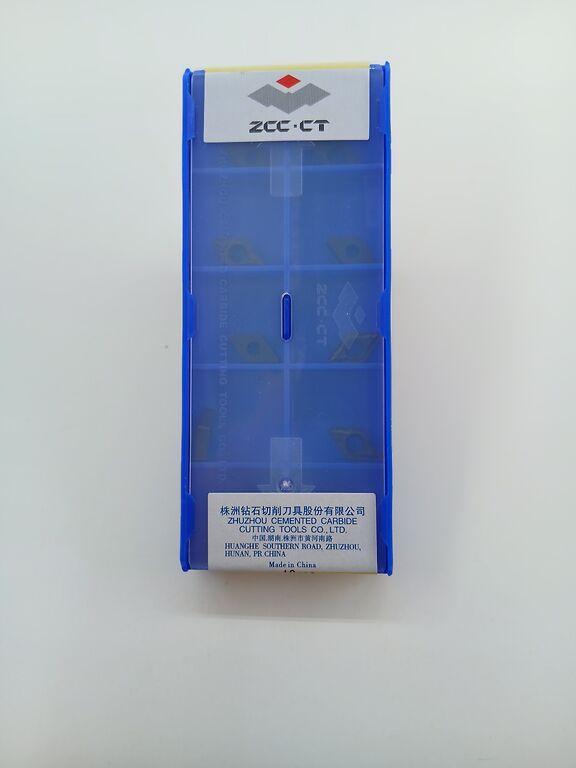 ZCC·CT
ZCC·CT
株洲钻石切削刀具股份有限公司
ZHUZHOU CEMENTED CARBIDE
CUTTING TOOLS CO.,LTD.
中国.湖南.株洲市黄河南路
HUANGHE SOUTHERN ROAD, ZHUZHOU,
HUNAN, PR.CHINA
Made in China